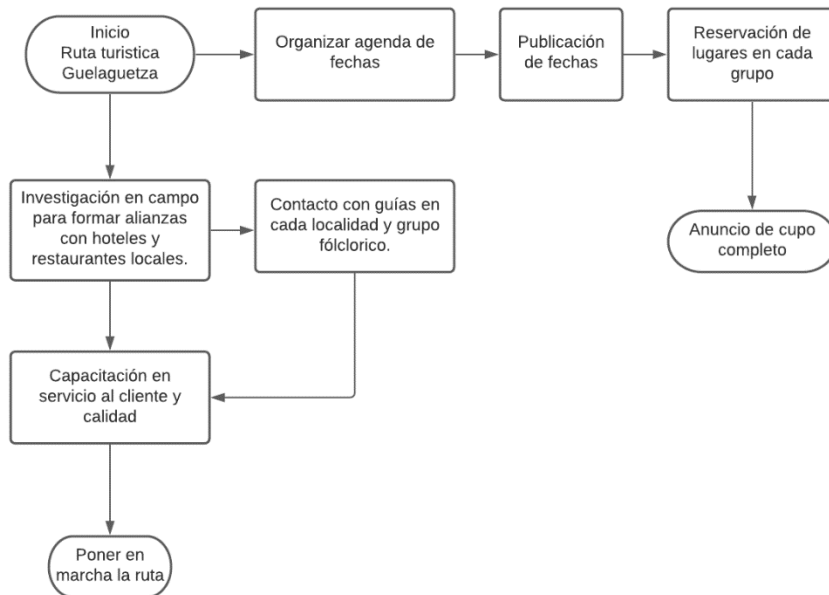 Inicio
Ruta turistica
Guelaguetza
Organizar agenda de
fechas
Publicación
de fechas
Reservación de
lugares en cada
grupo
Investigación en campo
para formar alianzas
con hoteles y
restaurantes locales.
Contacto con guías en
cada localidad y grupo
fólclorico.
Anuncio de cupo
completo
Capacitación en
servicio al cliente y
calidad
Poner en
marcha la ruta